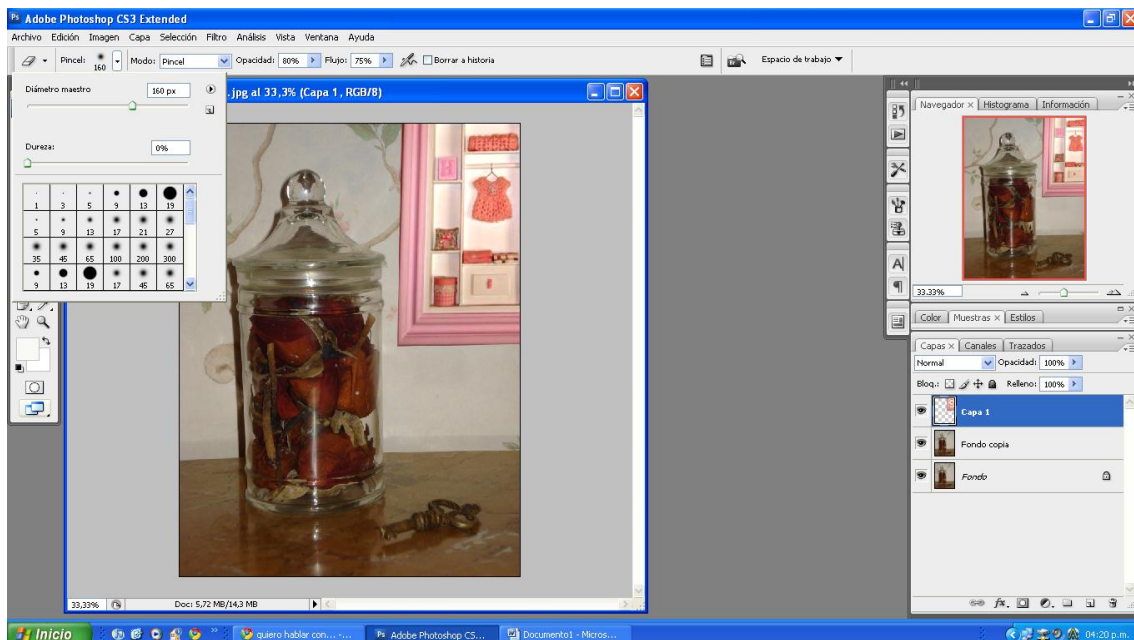 Adobe Photoshop CS3 Extended
Archivo Edición Imagen Capa Selección Filtro Análisis Vista Ventana Ayuda
Pincel: 160 Modo: Pincel Opacidad: 80% Flujo: 75% Borrar a historia Espacio de trabajo
Diámetro maestro 160 px
Dureza: 0%
1 3 5 9 13 19
5 9 13 17 21 27
35 45 65 100 200 300
9 13 19 17 45 65
.jpg al 33,3% (Capa 1, RGB/8)
33,33% Doc: 5,72 MB/14,3 MB
Navegador Histograma Información
33.33%
Color Muestras Estilos
Capas Canales Trazados
Normal Opacidad: 100%
Bloq.: Relleno: 100%
Capa 1
Fondo copia
Fondo
Inicio quiero hablar con... -... Adobe Photoshop CS... Documento1 - Micros... 04:20 p.m.